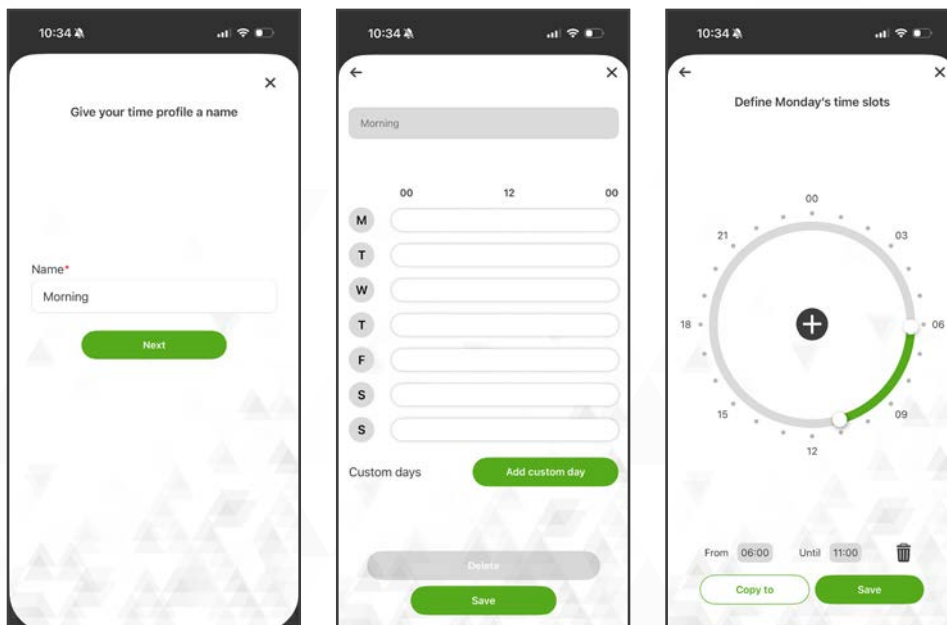 10:34
Give your time profile a name
Name*
Morning
Next
10:34
Morning
00 12 00
M
T
W
T
F
S
S
Custom days Add custom day
Delete
Save
10:34
Define Monday's time slots
00
21 03
18 06
15 09
12
From 06:00 Until 11:00
Copy to Save